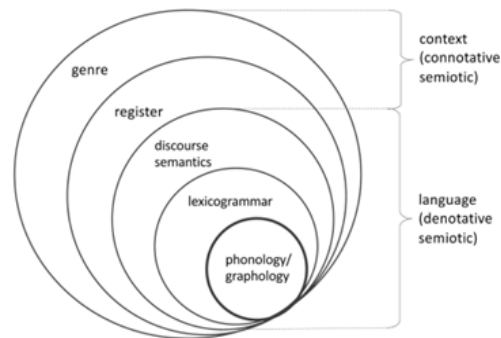 genre
register
discourse
semantics
lexicogrammar
phonology/
graphology
context
(connotative
semiotic)
language
(denotative
semiotic)